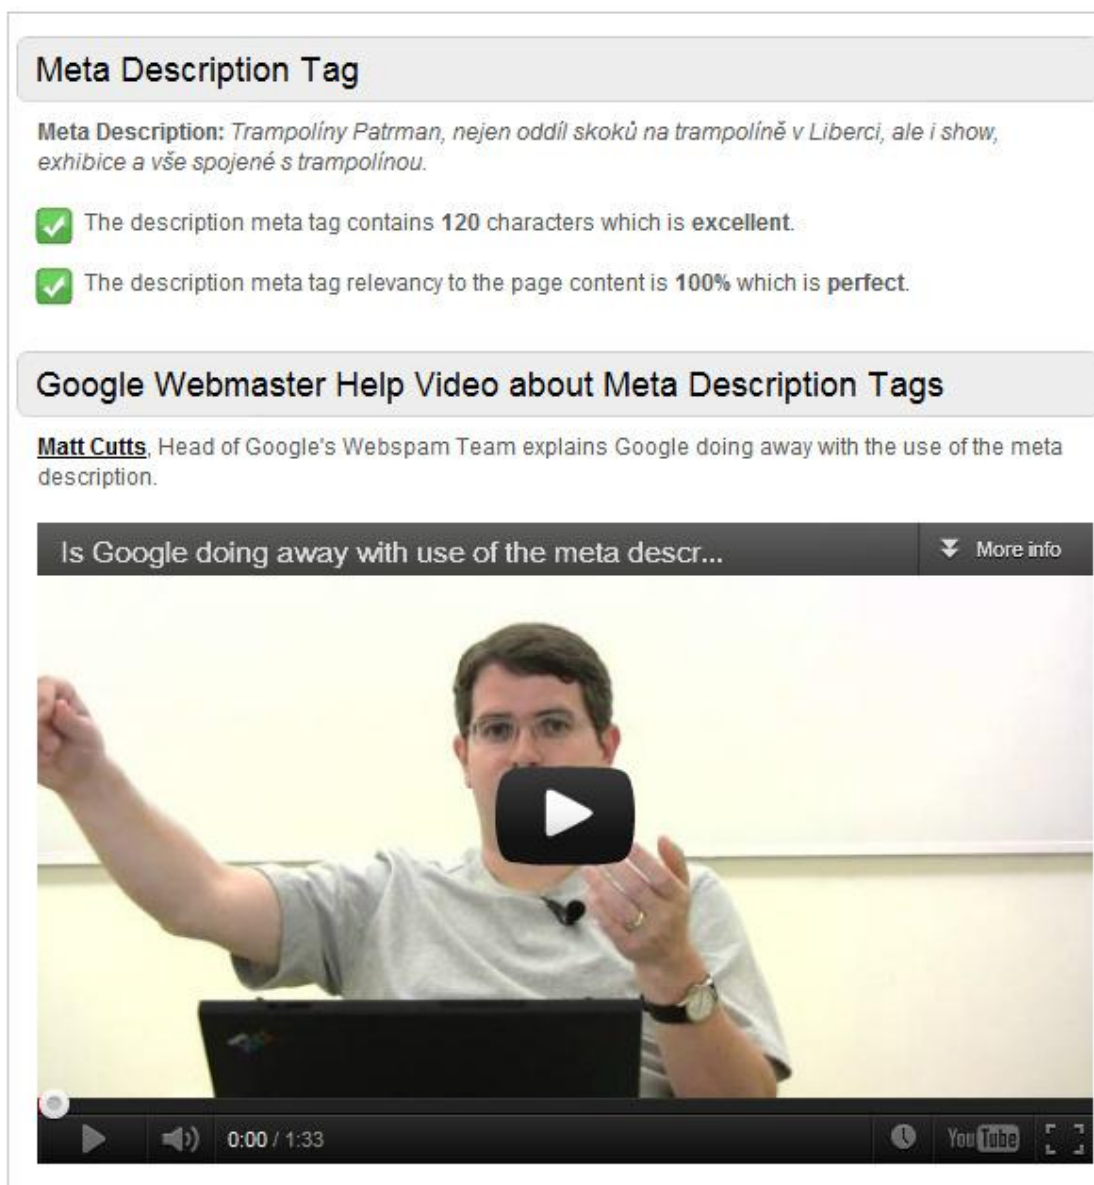 Meta Description Tag
Meta Description: Trampolíny Patrman, nejen oddíl skoků na trampolíně v Liberci, ale i show,
exhibice a vše spojené s trampolínou.
The description meta tag contains 120 characters which is excellent.
The description meta tag relevancy to the page content is 100% which is perfect.
Google Webmaster Help Video about Meta Description Tags
Matt Cutts, Head of Google's Webspam Team explains Google doing away with the use of the meta
description.
Is Google doing away with use of the meta descr...
More info
0:00 / 1:33
YouTube